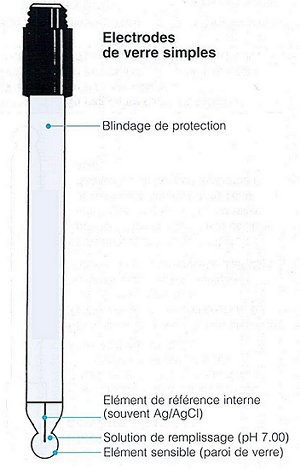 Electrodes
de verre simples
Blindage de protection
Elément de référence interne
(souvent Ag/AgCl)
Solution de remplissage (pH 7.00)
Elément sensible (paroi de verre)